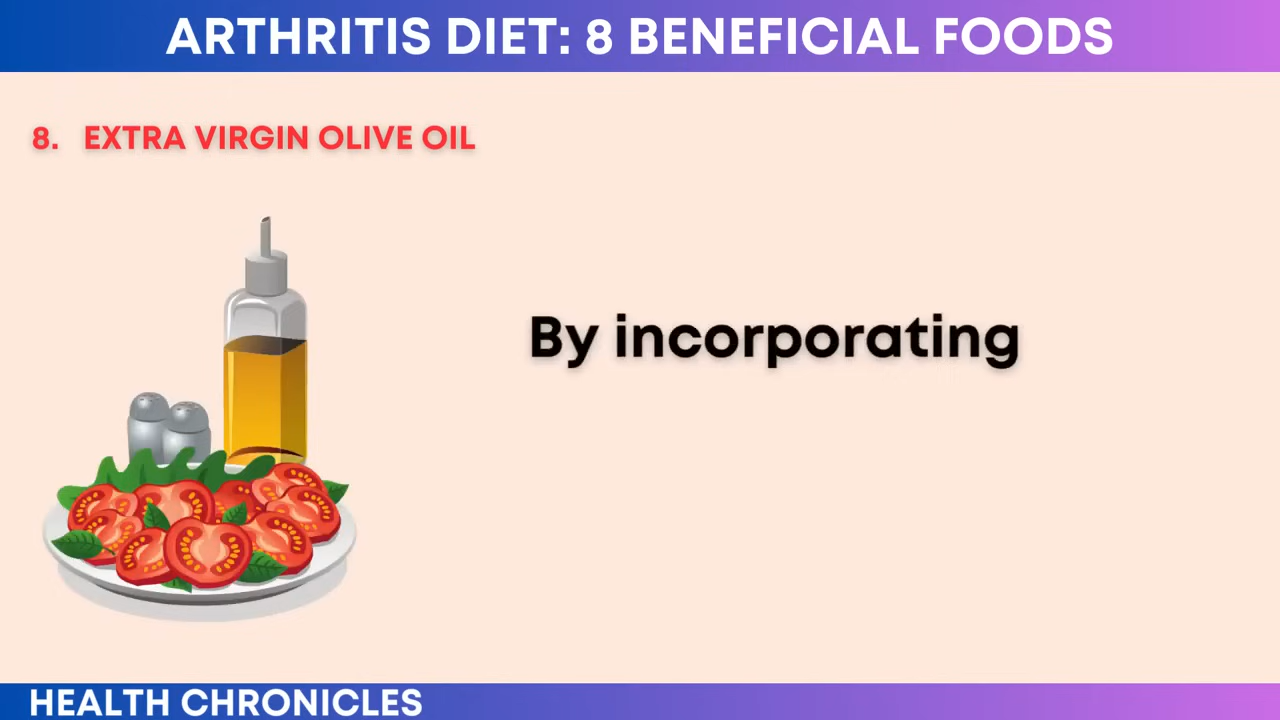 ARTHRITIS DIET: 8 BENEFICIAL FOODS
8. EXTRA VIRGIN OLIVE OIL
By incorporating
HEALTH CHRONICLES